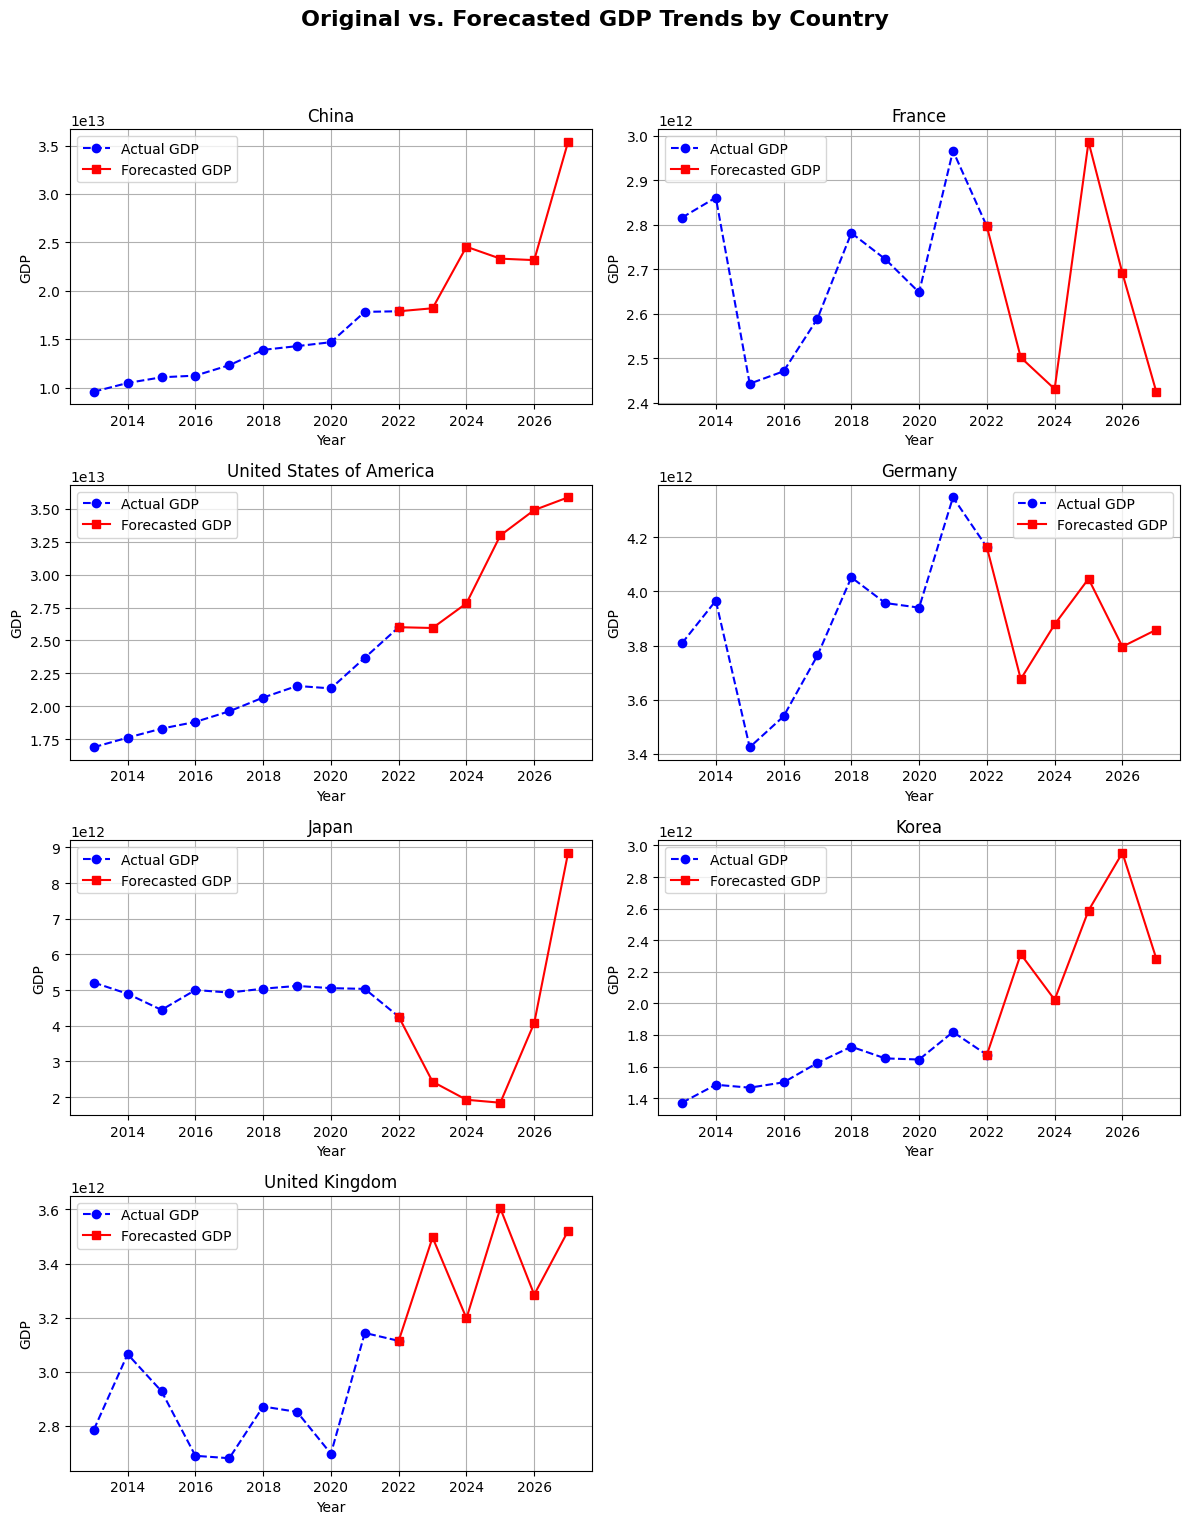 Original vs. Forecasted GDP Trends by Country
China
1e13
Actual GDP
Forecasted GDP
3.5
3.0
2.5
2.0
1.5
1.0
GDP
2014 2016 2018 2020 2022 2024 2026
Year
France
1e12
Actual GDP
Forecasted GDP
3.0
2.9
2.8
2.7
2.6
2.5
2.4
GDP
2014 2016 2018 2020 2022 2024 2026
Year
United States of America
1e13
Actual GDP
Forecasted GDP
3.50
3.25
3.00
2.75
2.50
2.25
2.00
1.75
GDP
2014 2016 2018 2020 2022 2024 2026
Year
Germany
1e12
Actual GDP
Forecasted GDP
4.2
4.0
3.8
3.6
3.4
GDP
2014 2016 2018 2020 2022 2024 2026
Year
Japan
1e12
Actual GDP
Forecasted GDP
9
8
7
6
5
4
3
2
GDP
2014 2016 2018 2020 2022 2024 2026
Year
Korea
1e12
Actual GDP
Forecasted GDP
3.0
2.8
2.6
2.4
2.2
2.0
1.8
1.6
1.4
GDP
2014 2016 2018 2020 2022 2024 2026
Year
United Kingdom
1e12
Actual GDP
Forecasted GDP
3.6
3.4
3.2
3.0
2.8
GDP
2014 2016 2018 2020 2022 2024 2026
Year